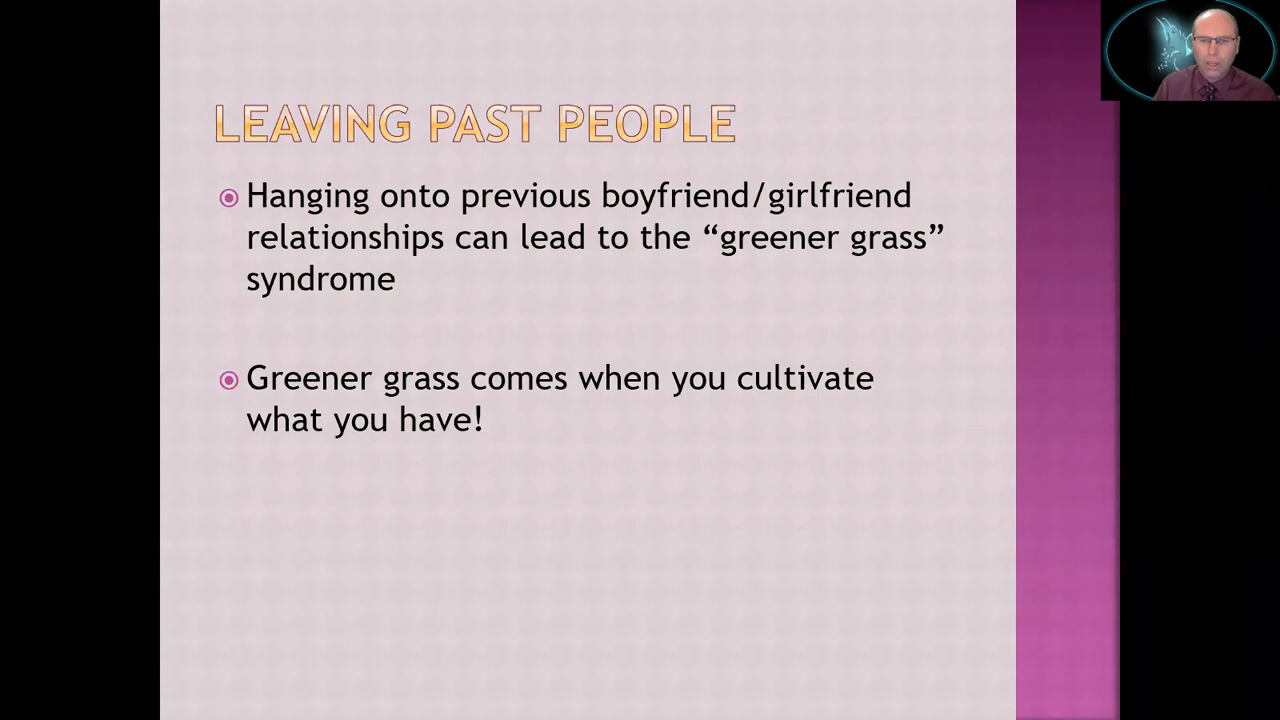 LEAVING PAST PEOPLE
Hanging onto previous boyfriend/girlfriend
relationships can lead to the “greener grass”
syndrome
Greener grass comes when you cultivate
what you have!